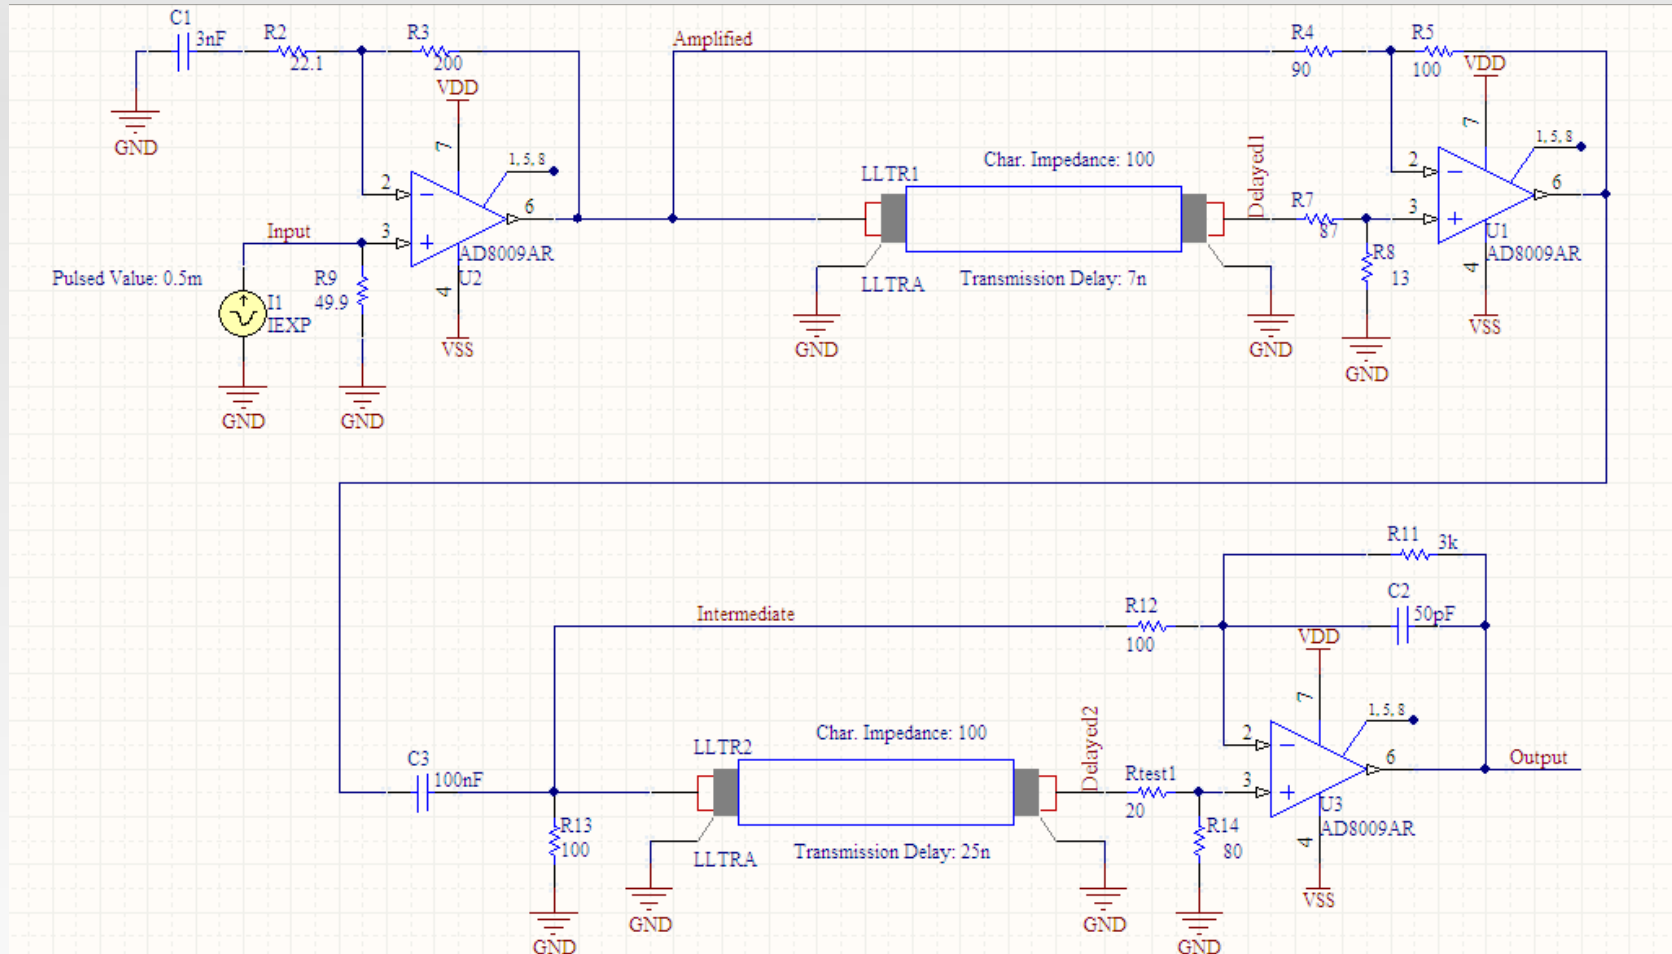 C1
3nF
R2
22.1
R3
200
VDD
GND
7
1, 5, 8
2
6
3
Input
AD8009AR
U2
Pulsed Value: 0.5m
R9
49.9
I1
IEXP
4
VSS
GND
GND
Amplified
LLTR1
Char. Impedance: 100
Delayed1
LLTRA
Transmission Delay: 7n
GND
GND
R4
90
R5
100
VDD
7
1, 5, 8
2
6
R7
87
3
U1
AD8009AR
R8
13
4
VSS
GND
Intermediate
R12
100
R11
3k
C2
50pF
VDD
7
1, 5, 8
2
6
Output
C3
100nF
R13
100
GND
LLTR2
Char. Impedance: 100
Delayed2
LLTRA
Transmission Delay: 25n
GND
GND
Rtest1
20
3
U3
AD8009AR
R14
80
4
VSS
GND